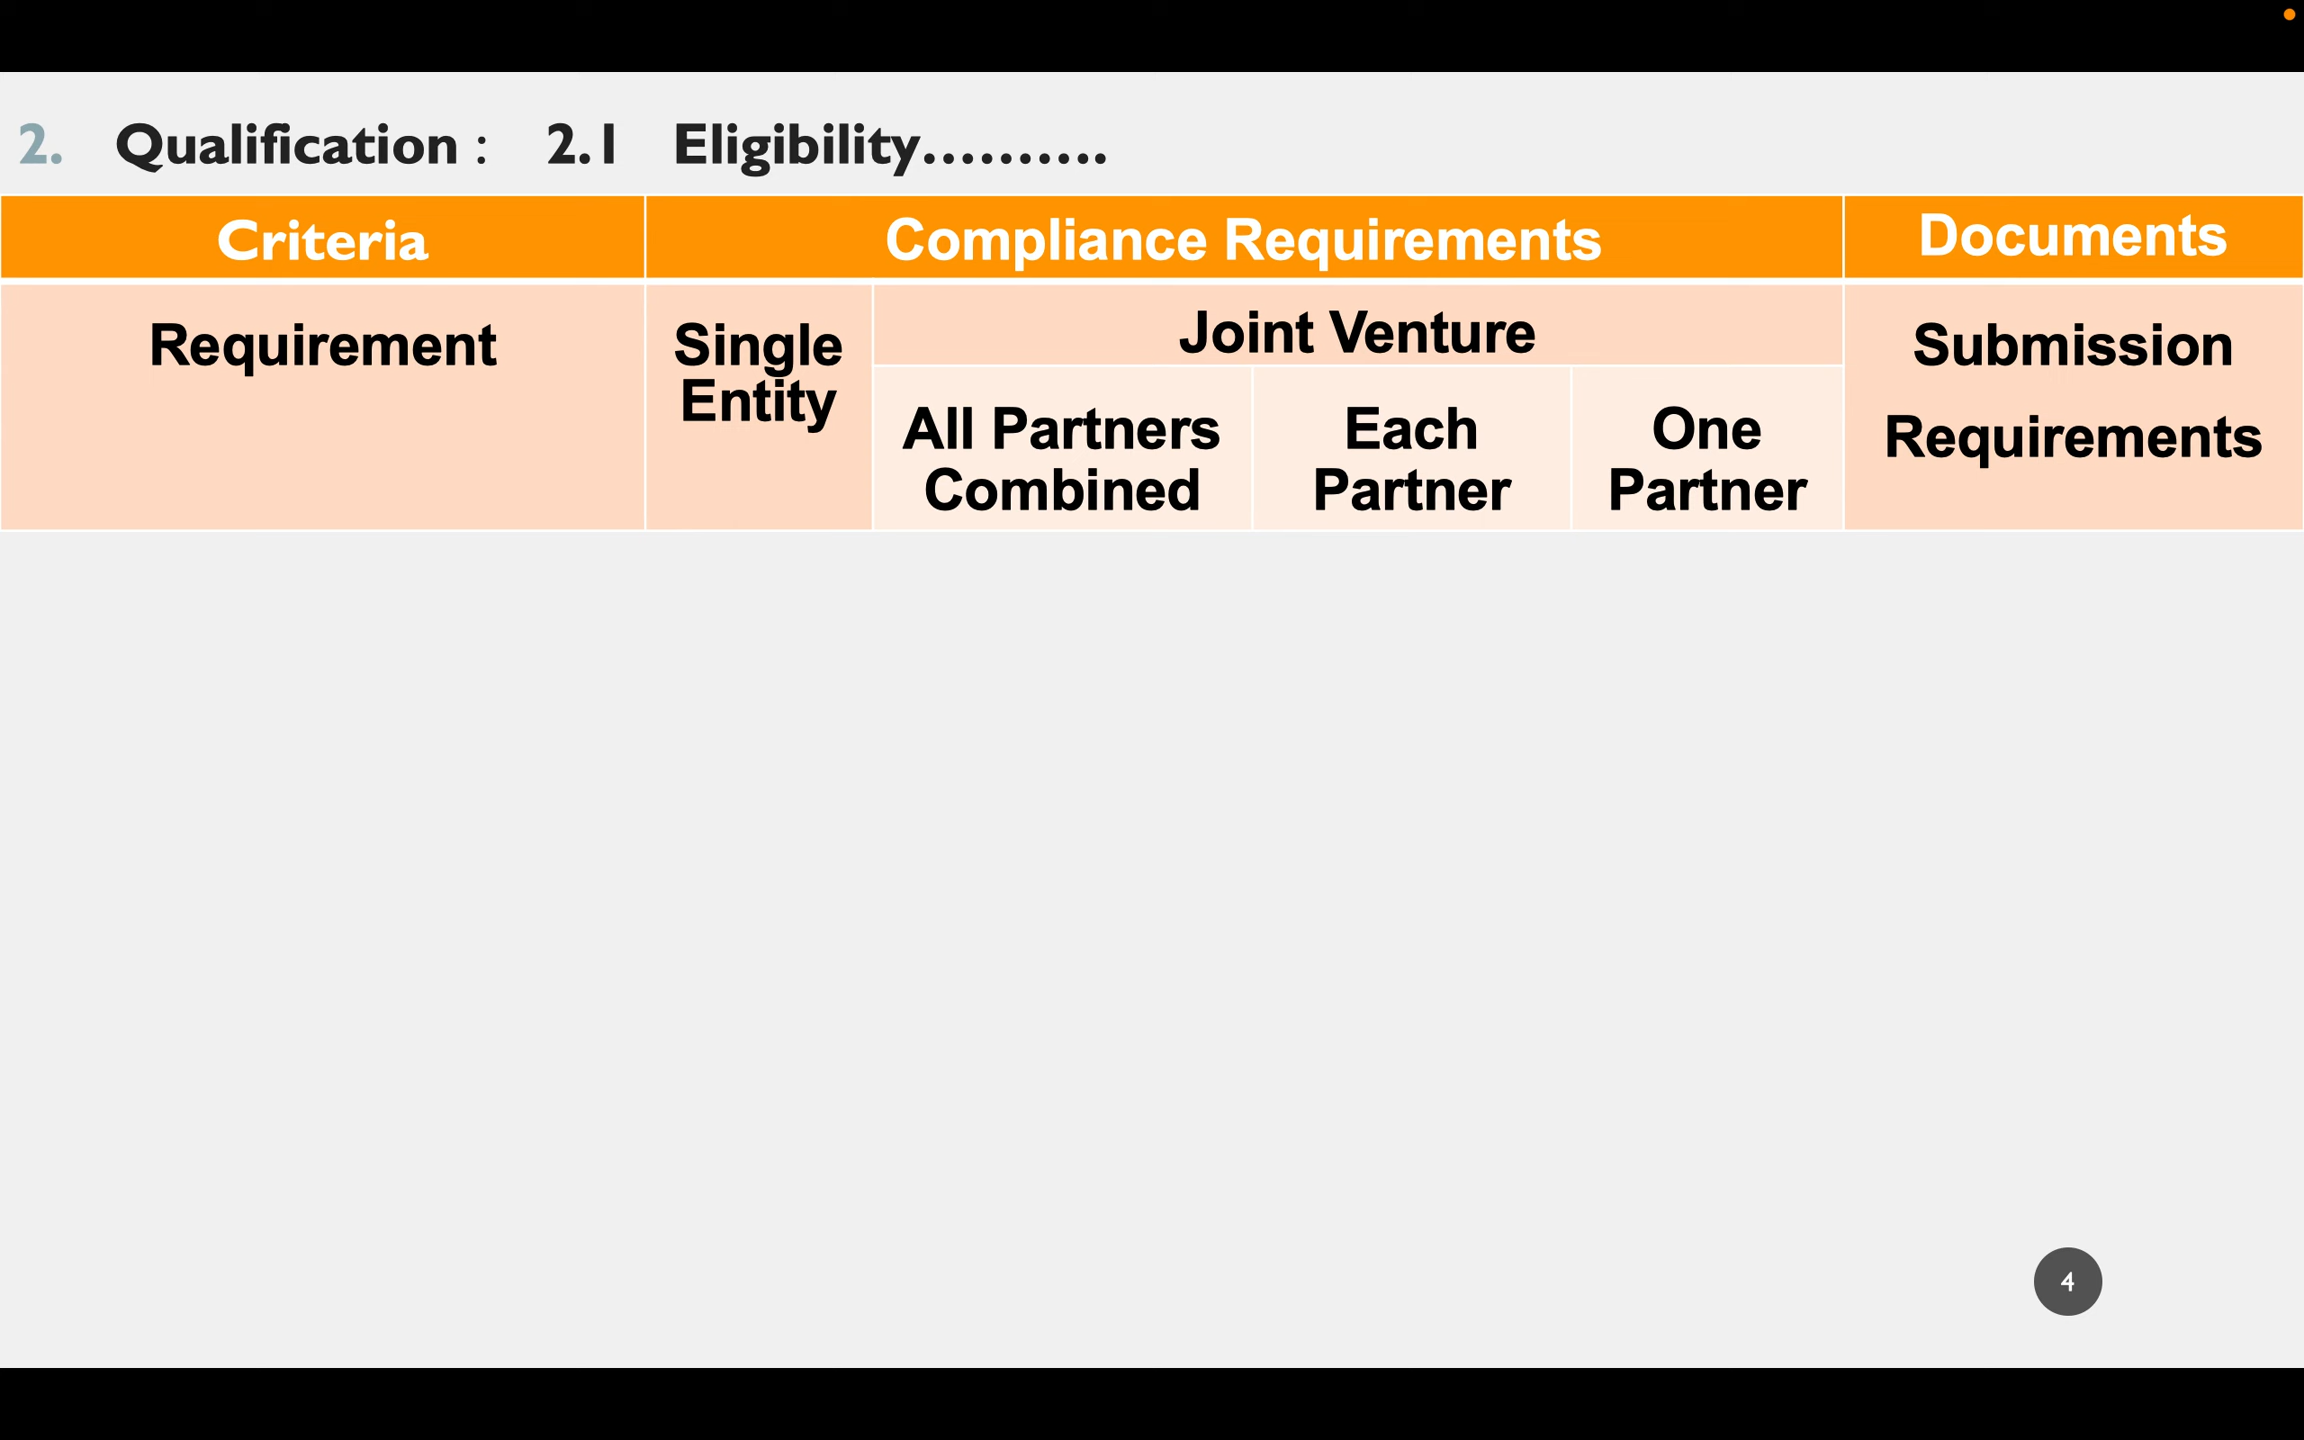 2. Qualification : 2.1 Eligibility..........
Criteria
Compliance Requirements
Documents
Requirement
Single
Entity
Joint Venture
All Partners
Combined
Each
Partner
One
Partner
Submission
Requirements
4